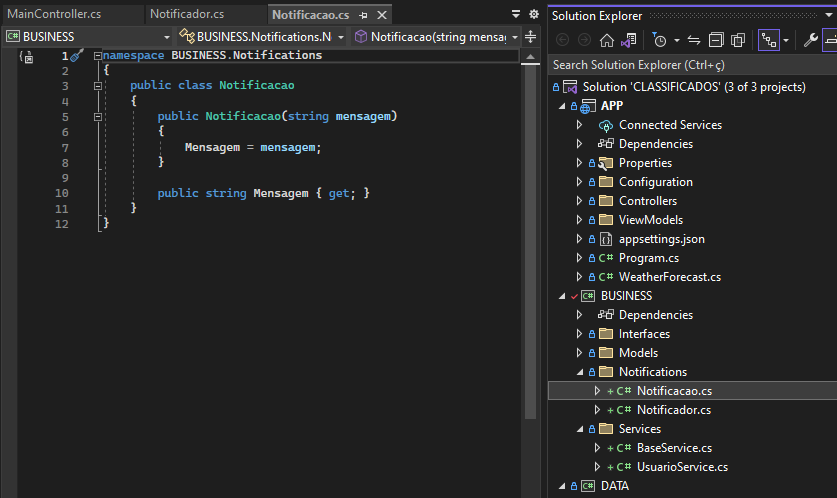 MainController.cs
Notificador.cs
Notificacao.cs
C# BUSINESS
BUSINESS.Notifications.N
Notificacao(string mensa
1 namespace BUSINESS.Notifications
2 {
3 public class Notificacao
4 {
5 public Notificacao(string mensagem)
6 {
7 Mensagem = mensagem;
8 }
9
10 public string Mensagem { get; }
11 }
12 }
Solution Explorer
Search Solution Explorer (Ctrl+ç)
Solution 'CLASSIFICADOS' (3 of 3 projects)
APP
Connected Services
Dependencies
Properties
Configuration
Controllers
ViewModels
appsettings.json
C# Program.cs
C# WeatherForecast.cs
C# BUSINESS
Dependencies
Interfaces
Models
Notifications
+ C# Notificacao.cs
+ C# Notificador.cs
Services
+ C# BaseService.cs
+ C# UsuarioService.cs
C# DATA